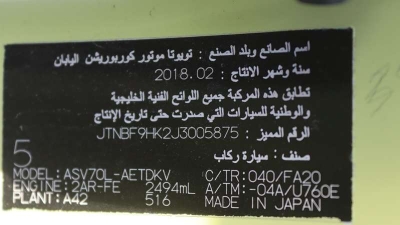 اسم الصانع وبلد الصنع : تويوتا موتور كوربوريشن اليابان
سنة وشهر الانتاج : 2018.02
تطابق هذه المركبة جميع اللوائح الفنية الخليجية
والوطنية للسيارات التي صدرت حتى تاريخ الإنتاج
الرقم المميز : JTNBF9HK2J3005875
صنف : سيارة ركاب
5
MODEL: ASV70L-AETDKV C/TR: 040/FA20
ENGINE: 2AR-FE 2494mL A/TM: -04A/U760E
PLANT: A42 516 MADE IN JAPAN